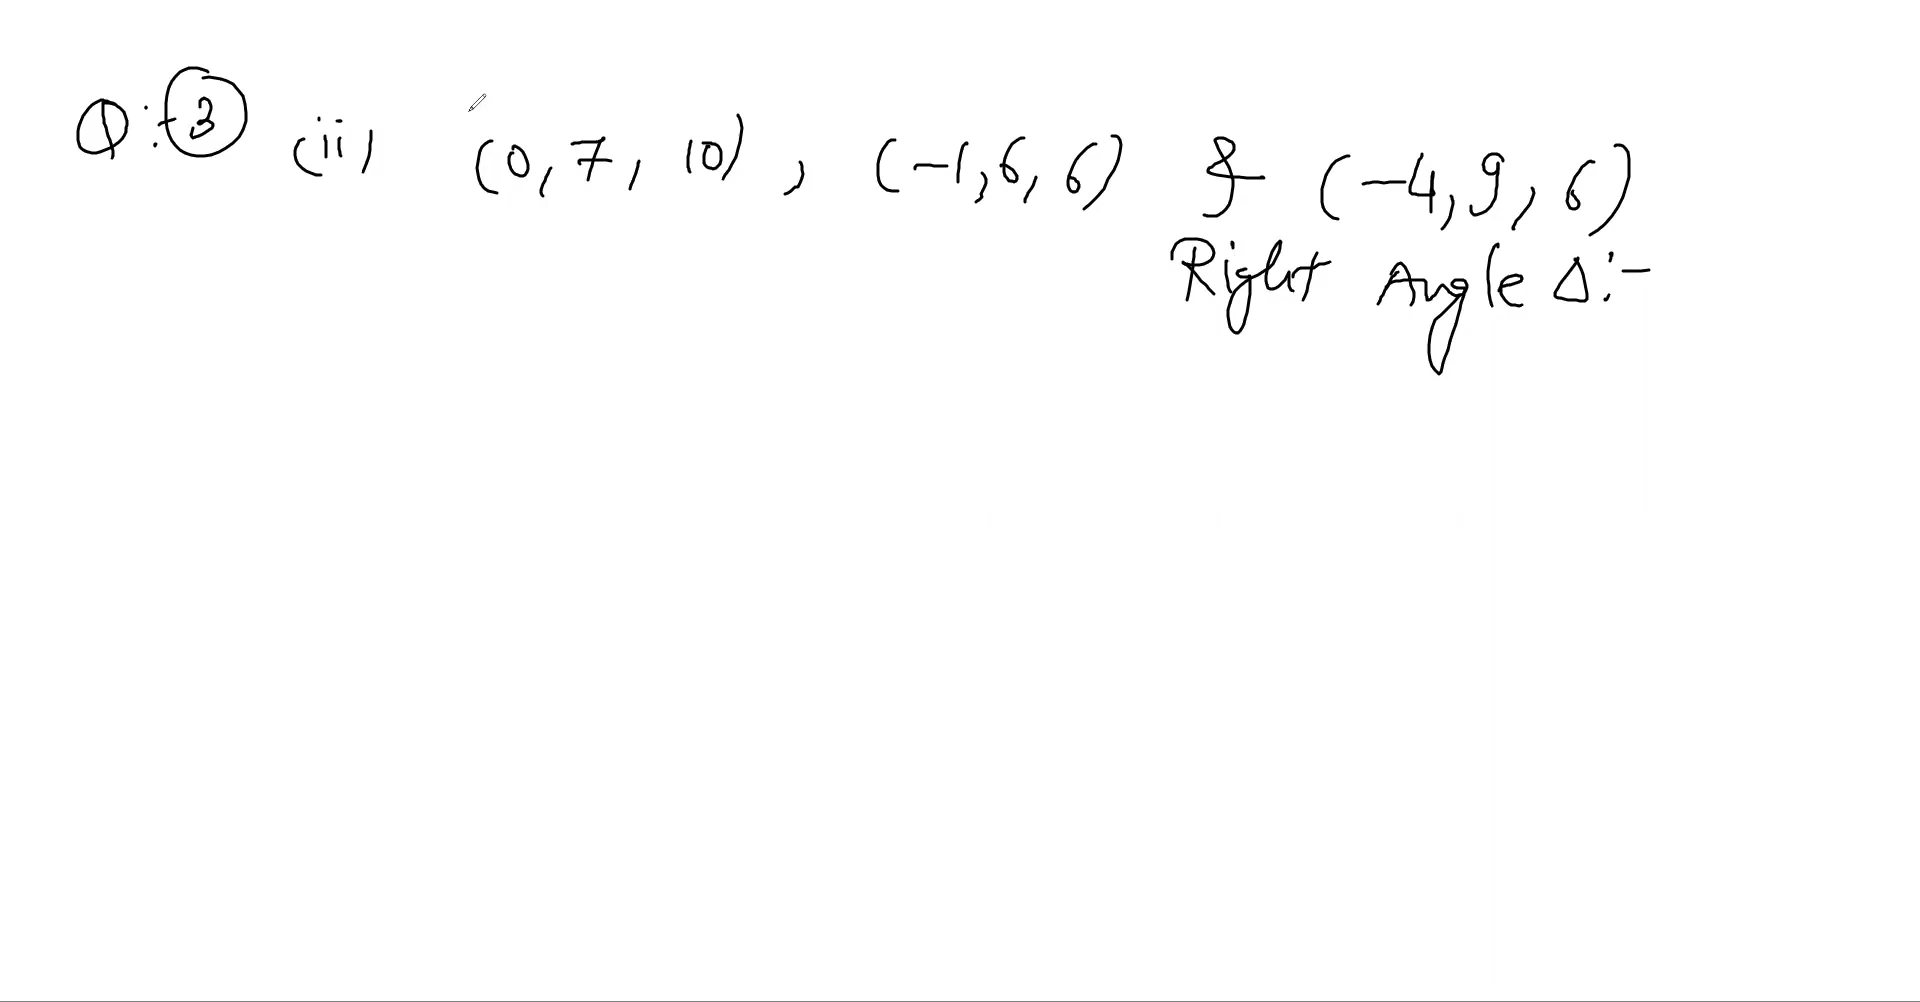 Q:- 3 (ii) (0, 7, 10), (-1, 6, 6) & (-4, 9, 6)
Right Angle Δ:-